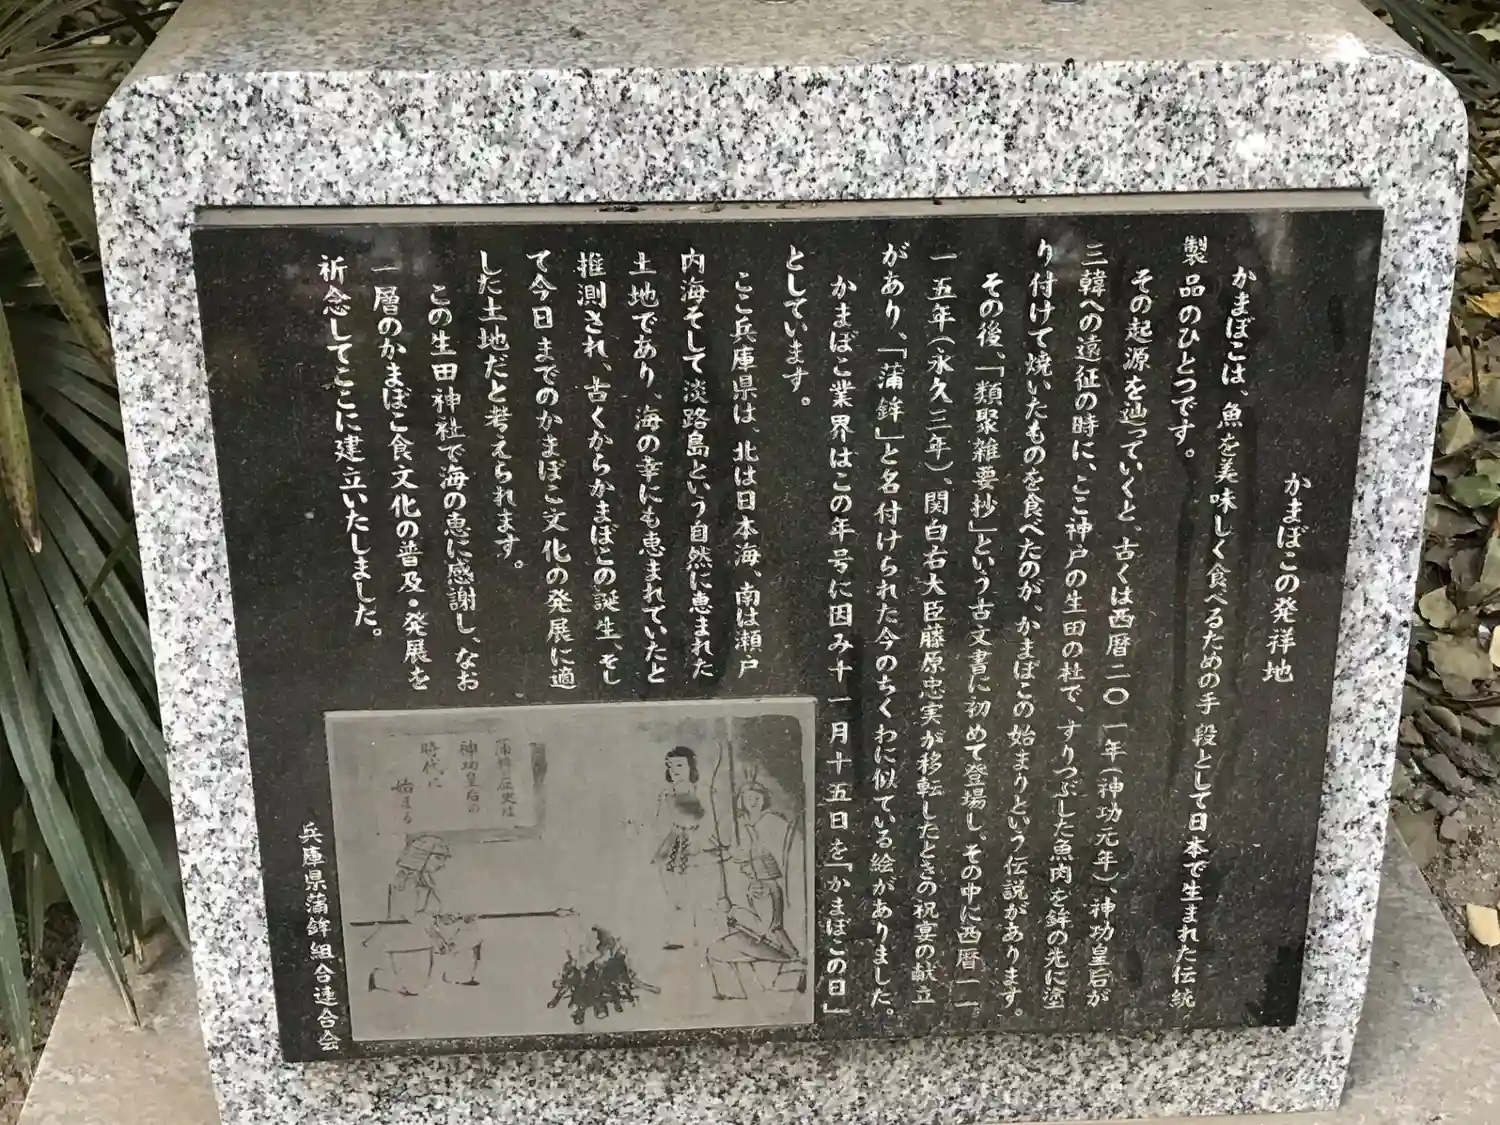 かまぼこの発祥地
かまぼこは、魚を美味しく食べるための手段として日本で生まれた伝統
製品のひとつです。
その起源を辿っていくと、古くは西暦二〇一年(神功元年)、神功皇后が
三韓への遠征の時に、ここ神戸の生田の杜で、すりつぶした魚肉を鉾の先に塗
り付けて焼いたものを食べたのが、かまぼこの始まりという伝説があります。
その後、「類聚雑要抄」という古文書に初めて登場し、その中に西暦一一
一五年(永久三年)、関白右大臣藤原忠実が移転したときの祝宴の献立
があり、「蒲鉾」と名付けられた今のちくわに似ている絵がありました。
かまぼこ業界はこの年号に因み十一月十五日を「かまぼこの日」
としています。
ここ兵庫県は、北は日本海、南は瀬戸
内海そして淡路島という自然に恵まれた
土地であり、海の幸にも恵まれていたと
推測され、古くからかまぼこの誕生、そし
て今日までのかまぼこ文化の発展に適
した土地だと考えられます。
この生田神社で海の恵に感謝し、なお
一層のかまぼこ食文化の普及・発展を
祈念してここに建立いたしました。
蒲鉾の歴史は
神功皇后の
時代に
始まる
兵庫県蒲鉾組合連合会